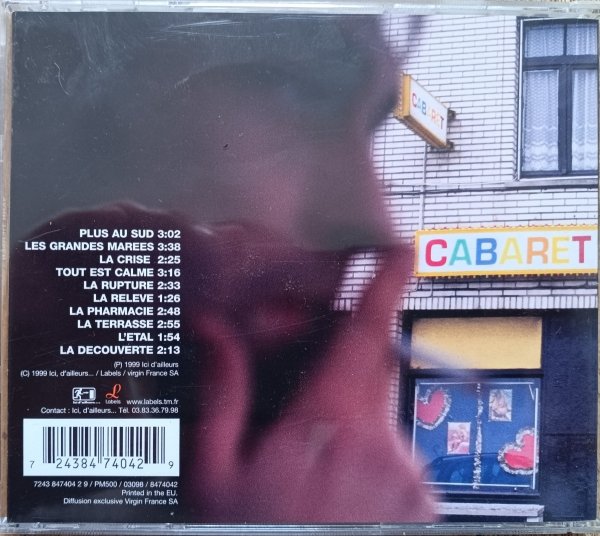 CABARET
CABARET
PLUS AU SUD 3:02
LES GRANDES MAREES 3:38
LA CRISE 2:25
TOUT EST CALME 3:16
LA RUPTURE 2:33
LA RELEVE 1:26
LA PHARMACIE 2:48
LA TERRASSE 2:55
L'ETAL 1:54
LA DECOUVERTE 2:13
(P) 1999 Ici d'ailleurs
(C) 1999 Ici, d'ailleurs... / Labels / virgin France SA
Labels
www.labels.tm.fr
Contact : Ici, d'ailleurs... Tél. 03.83.36.79.98
7 24384 74042 9
7243 847404 2 9 / PM500 / 03098 / 8474042
Printed in the EU.
Diffusion exclusive Virgin France SA